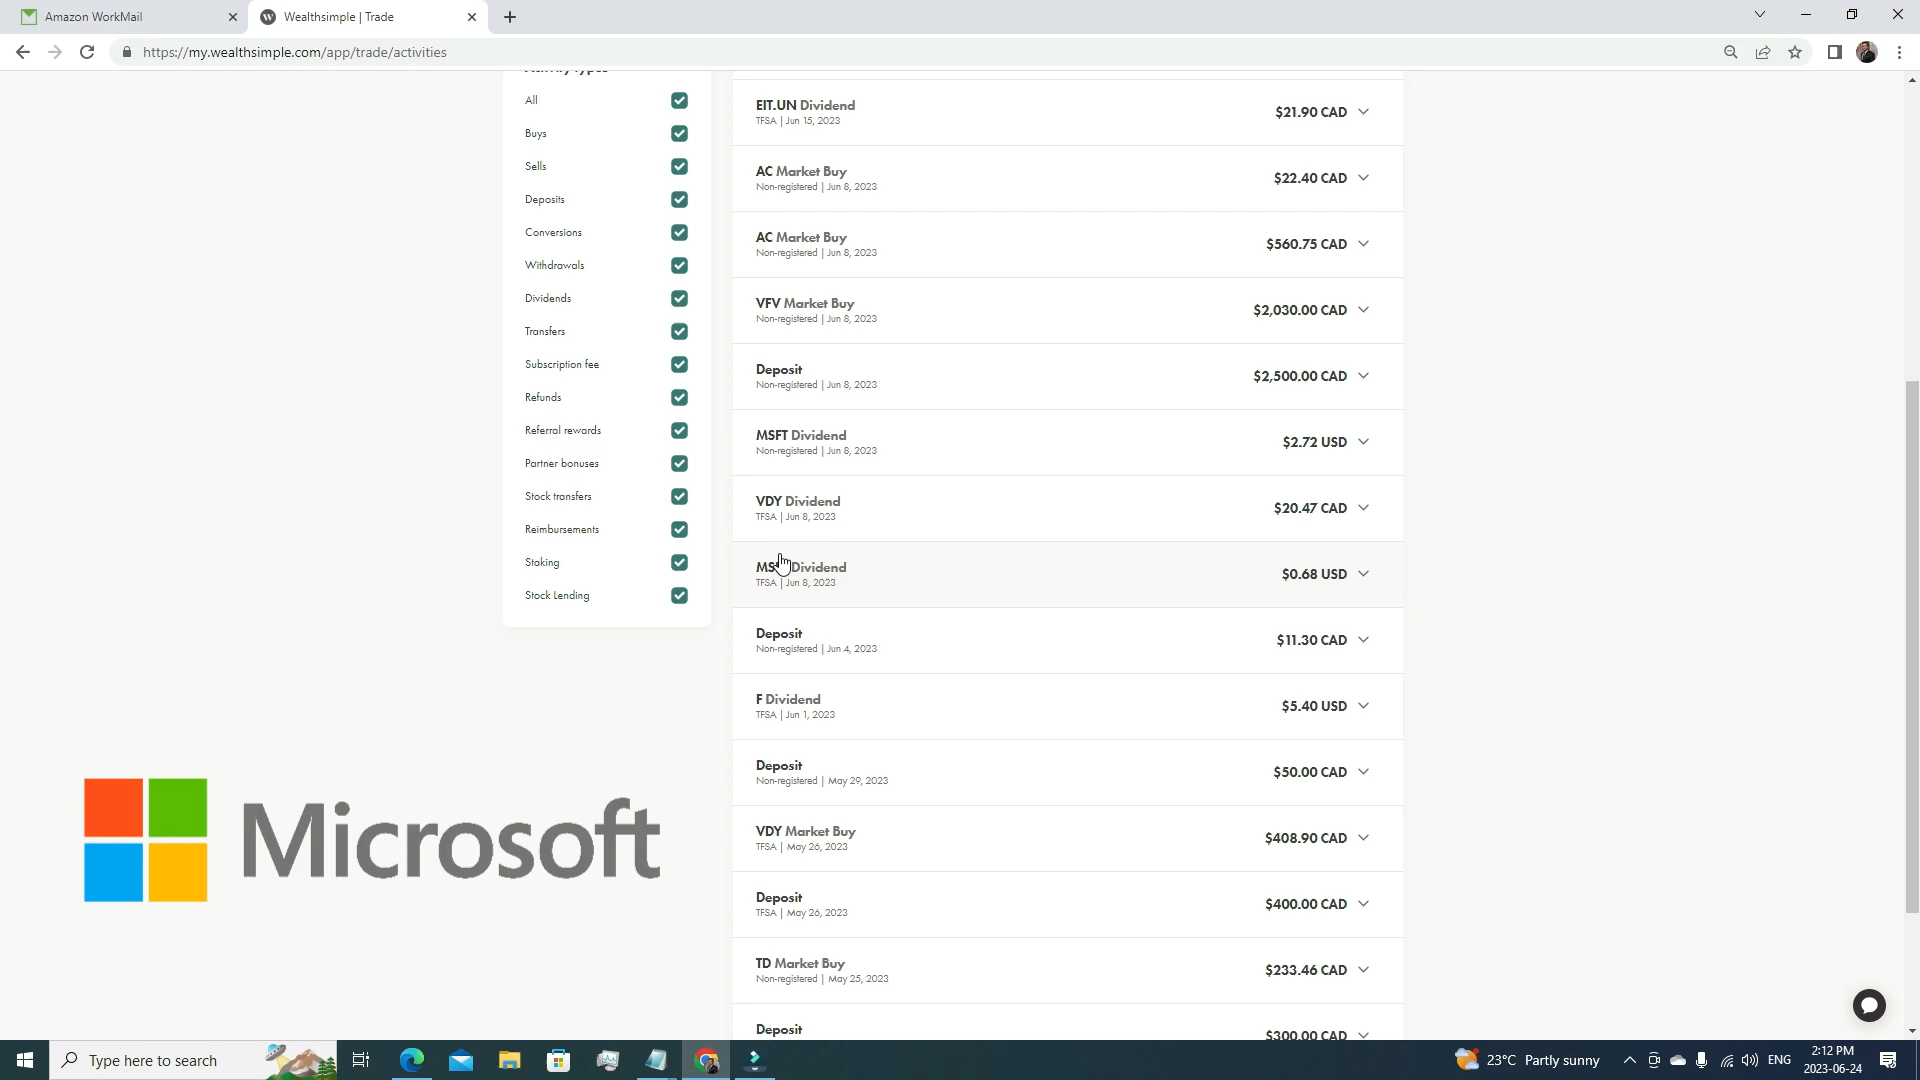 Amazon WorkMail
Wealthsimple | Trade
https://my.wealthsimple.com/app/trade/activities
Activity types
All
Buys
Sells
Deposits
Conversions
Withdrawals
Dividends
Transfers
Subscription fee
Refunds
Referral rewards
Partner bonuses
Stock transfers
Reimbursements
Staking
Stock Lending
EIT.UN Dividend
$21.90 CAD
TFSA | Jun 15, 2023
AC Market Buy
$22.40 CAD
Non-registered | Jun 8, 2023
AC Market Buy
$560.75 CAD
Non-registered | Jun 8, 2023
VFV Market Buy
$2,030.00 CAD
Non-registered | Jun 8, 2023
Deposit
$2,500.00 CAD
Non-registered | Jun 8, 2023
MSFT Dividend
$2.72 USD
Non-registered | Jun 8, 2023
VDY Dividend
$20.47 CAD
TFSA | Jun 8, 2023
Dividend
$0.68 USD
TFSA | Jun 8, 2023
Deposit
$11.30 CAD
Non-registered | Jun 4, 2023
F Dividend
$5.40 USD
TFSA | Jun 1, 2023
Deposit
$50.00 CAD
Non-registered | May 29, 2023
VDY Market Buy
$408.90 CAD
TFSA | May 26, 2023
Deposit
$400.00 CAD
TFSA | May 26, 2023
TD Market Buy
$233.46 CAD
Non-registered | May 25, 2023
Deposit
$300.00 CAD
Microsoft
Type here to search
23°C Partly sunny
ENG
2:12 PM
2023-06-24